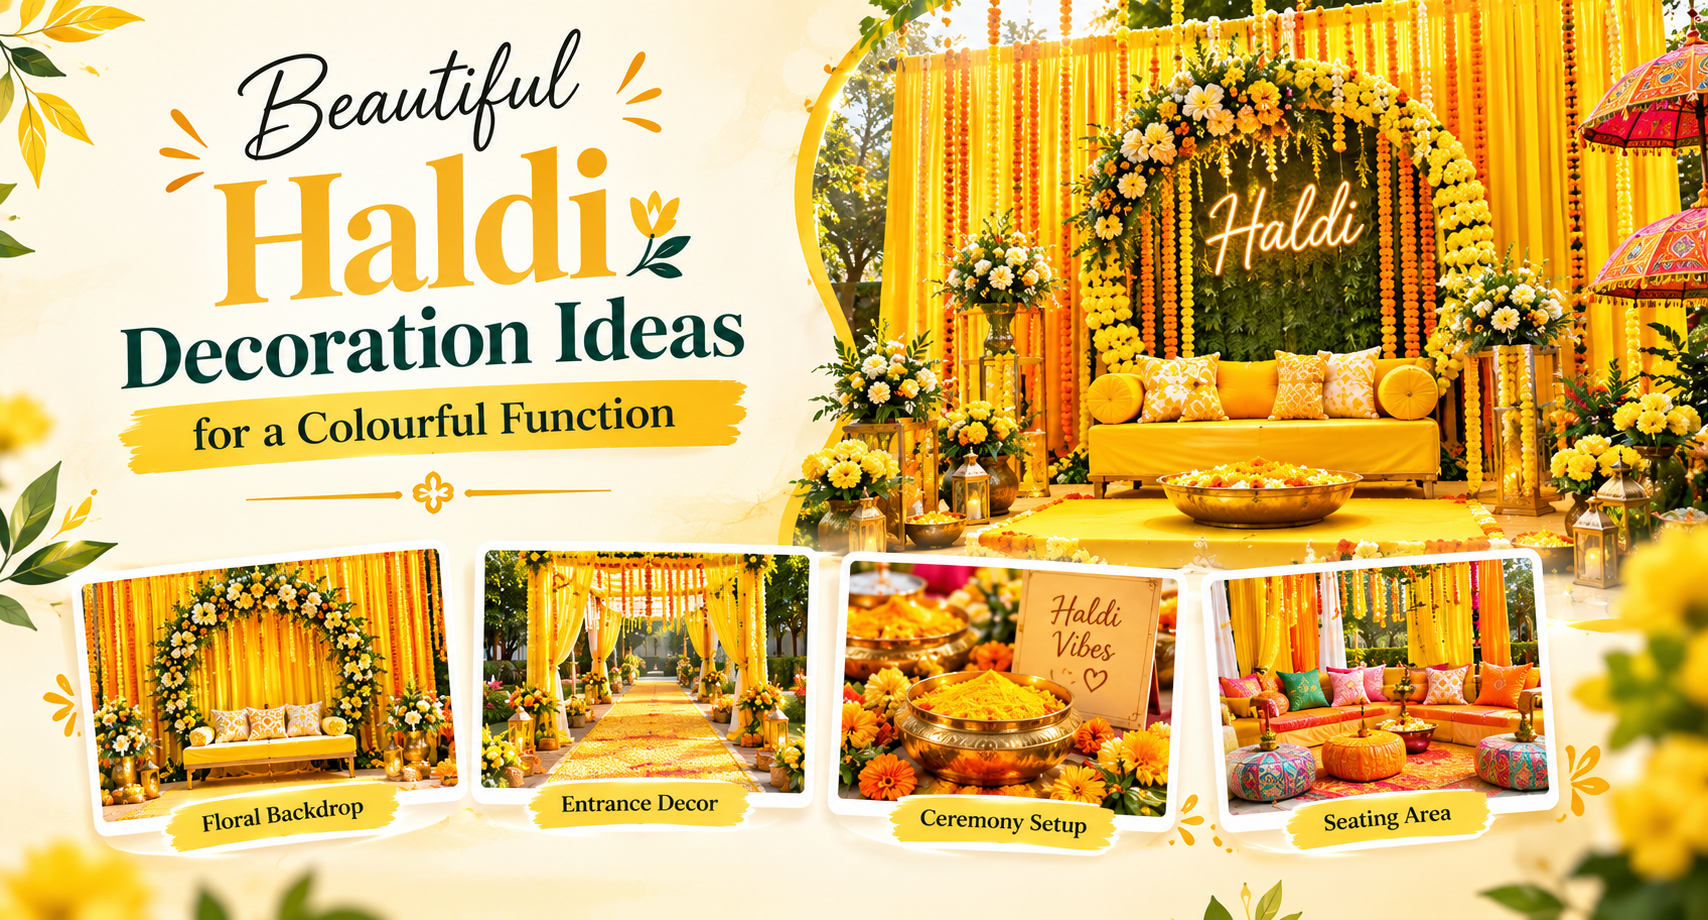 Beautiful
Haldi
Decoration Ideas
for a Colourful Function
Haldi
Floral Backdrop
Entrance Decor
Haldi
Vibes
Ceremony Setup
Seating Area